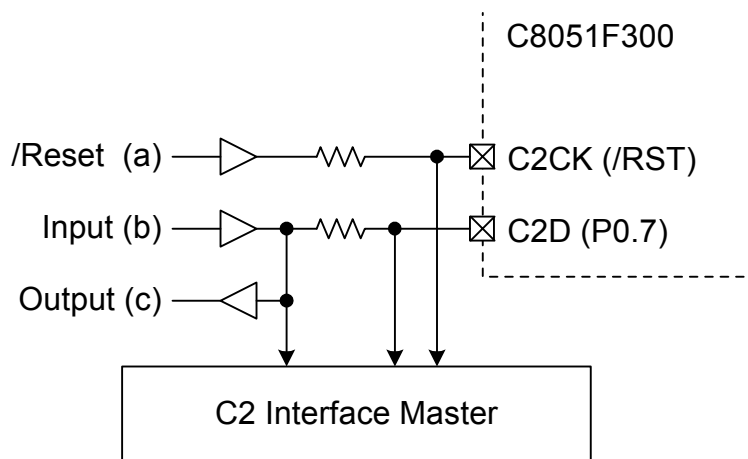 C8051F300
/Reset (a)
C2CK (/RST)
Input (b)
C2D (P0.7)
Output (c)
C2 Interface Master